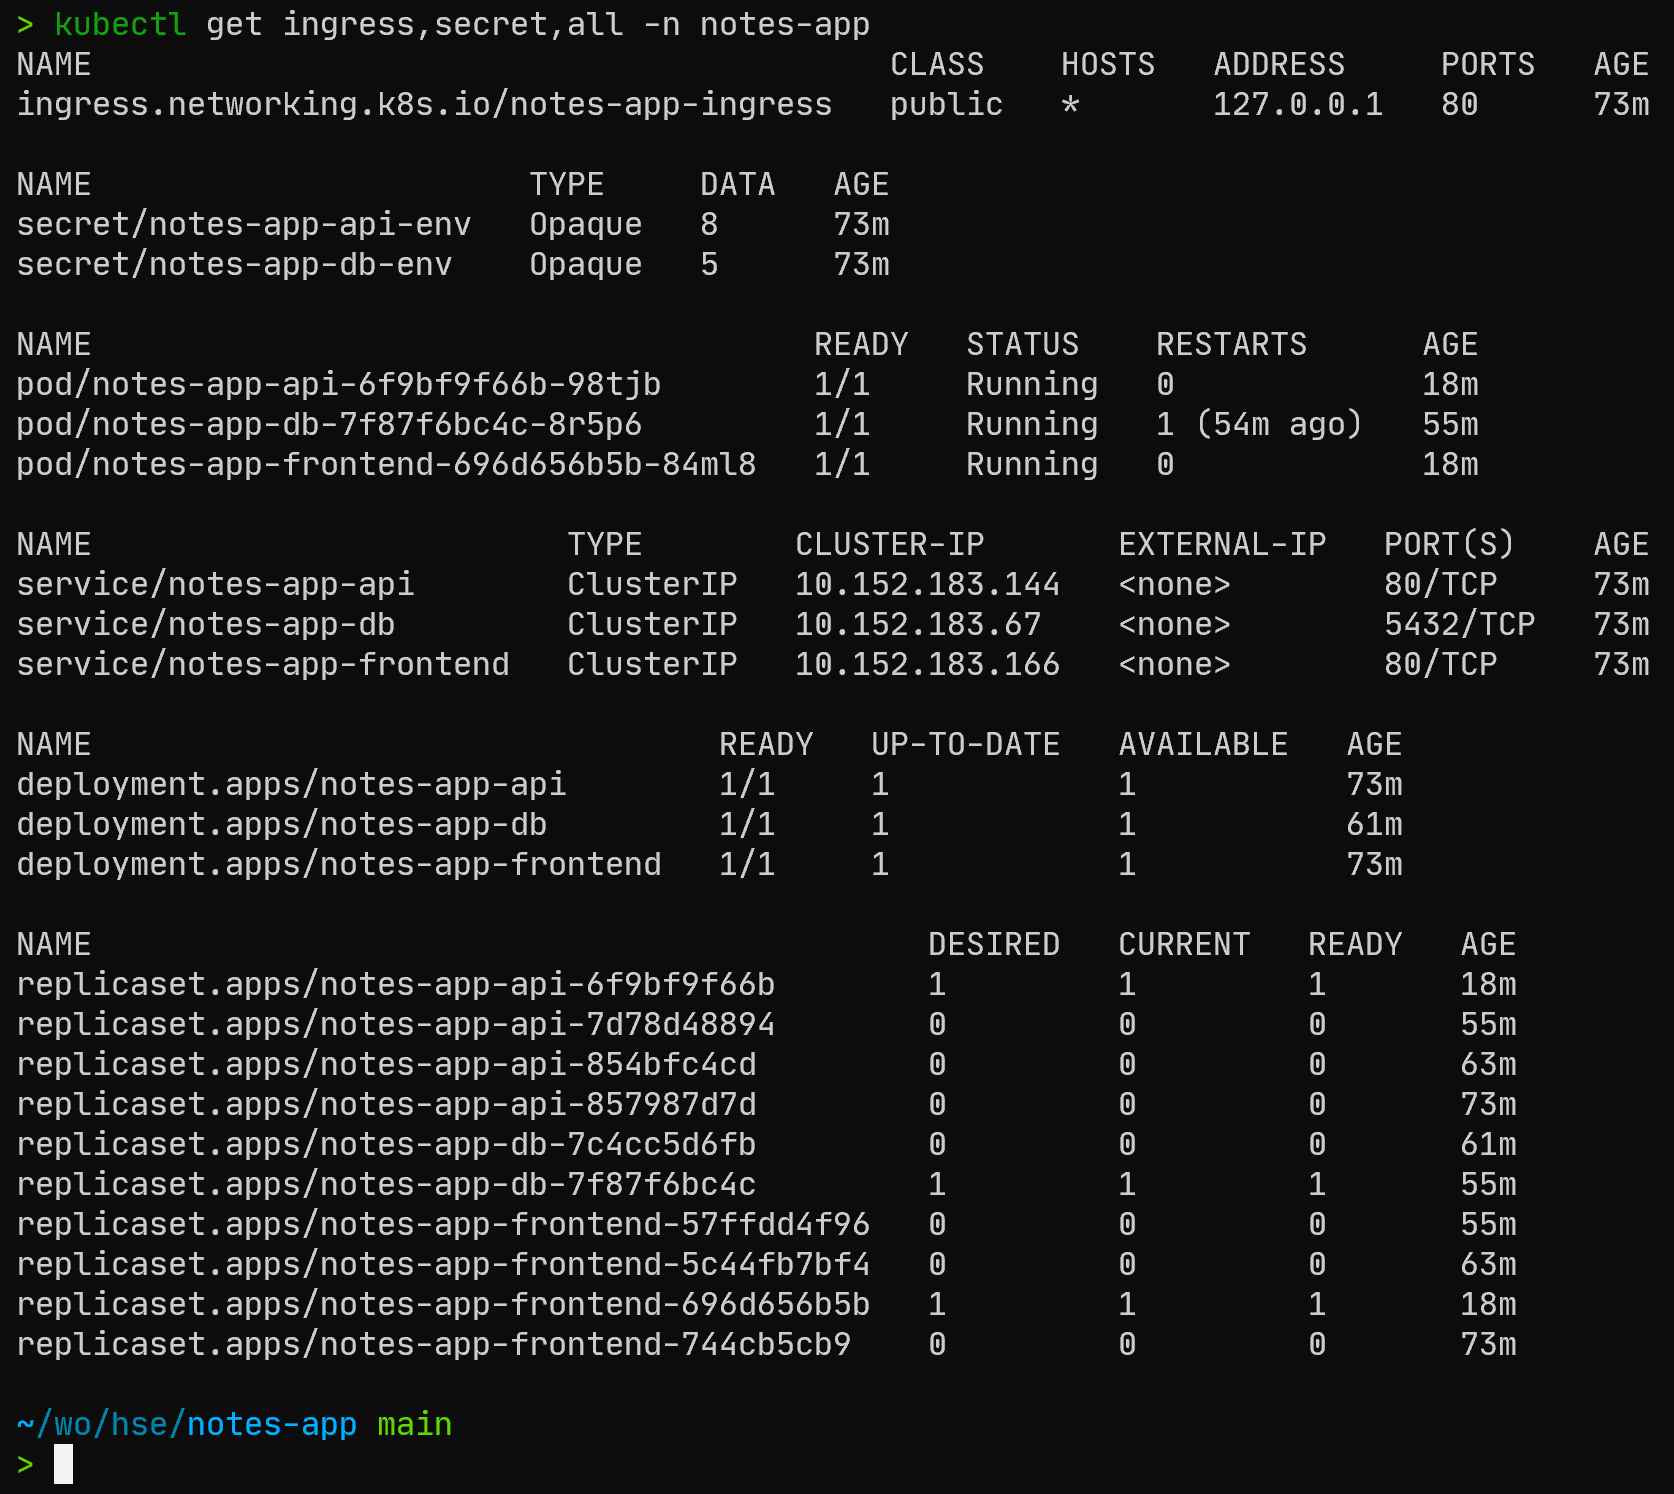 > kubectl get ingress,secret,all -n notes-app
NAME CLASS HOSTS ADDRESS PORTS AGE
ingress.networking.k8s.io/notes-app-ingress public * 127.0.0.1 80 73m
NAME TYPE DATA AGE
secret/notes-app-api-env Opaque 8 73m
secret/notes-app-db-env Opaque 5 73m
NAME READY STATUS RESTARTS AGE
pod/notes-app-api-6f9bf9f66b-98tjb 1/1 Running 0 18m
pod/notes-app-db-7f87f6bc4c-8r5p6 1/1 Running 1 (54m ago) 55m
pod/notes-app-frontend-696d656b5b-84ml8 1/1 Running 0 18m
NAME TYPE CLUSTER-IP EXTERNAL-IP PORT(S) AGE
service/notes-app-api ClusterIP 10.152.183.144 <none> 80/TCP 73m
service/notes-app-db ClusterIP 10.152.183.67 <none> 5432/TCP 73m
service/notes-app-frontend ClusterIP 10.152.183.166 <none> 80/TCP 73m
NAME READY UP-TO-DATE AVAILABLE AGE
deployment.apps/notes-app-api 1/1 1 1 73m
deployment.apps/notes-app-db 1/1 1 1 61m
deployment.apps/notes-app-frontend 1/1 1 1 73m
NAME DESIRED CURRENT READY AGE
replicaset.apps/notes-app-api-6f9bf9f66b 1 1 1 18m
replicaset.apps/notes-app-api-7d78d48894 0 0 0 55m
replicaset.apps/notes-app-api-854bfc4cd 0 0 0 63m
replicaset.apps/notes-app-api-857987d7d 0 0 0 73m
replicaset.apps/notes-app-db-7c4cc5d6fb 0 0 0 61m
replicaset.apps/notes-app-db-7f87f6bc4c 1 1 1 55m
replicaset.apps/notes-app-frontend-57ffdd4f96 0 0 0 55m
replicaset.apps/notes-app-frontend-5c44fb7bf4 0 0 0 63m
replicaset.apps/notes-app-frontend-696d656b5b 1 1 1 18m
replicaset.apps/notes-app-frontend-744cb5cb9 0 0 0 73m
~/wo/hse/notes-app main
>